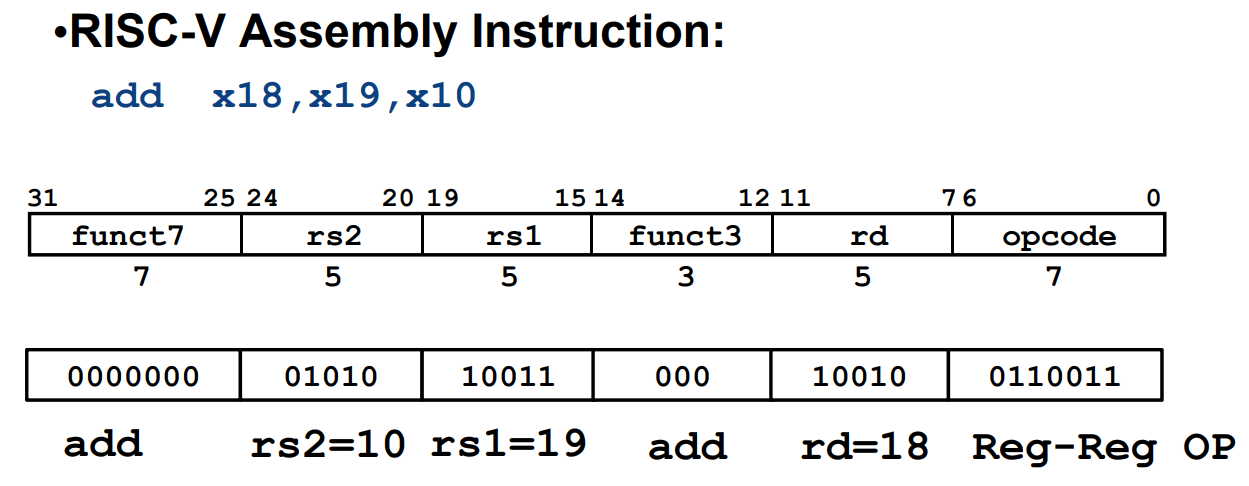 •RISC-V Assembly Instruction:
add x18,x19,x10
31 25 24 20 19 15 14 12 11 7 6 0
funct7 rs2 rs1 funct3 rd opcode
7 5 5 3 5 7
0000000 01010 10011 000 10010 0110011
add rs2=10 rs1=19 add rd=18 Reg-Reg OP